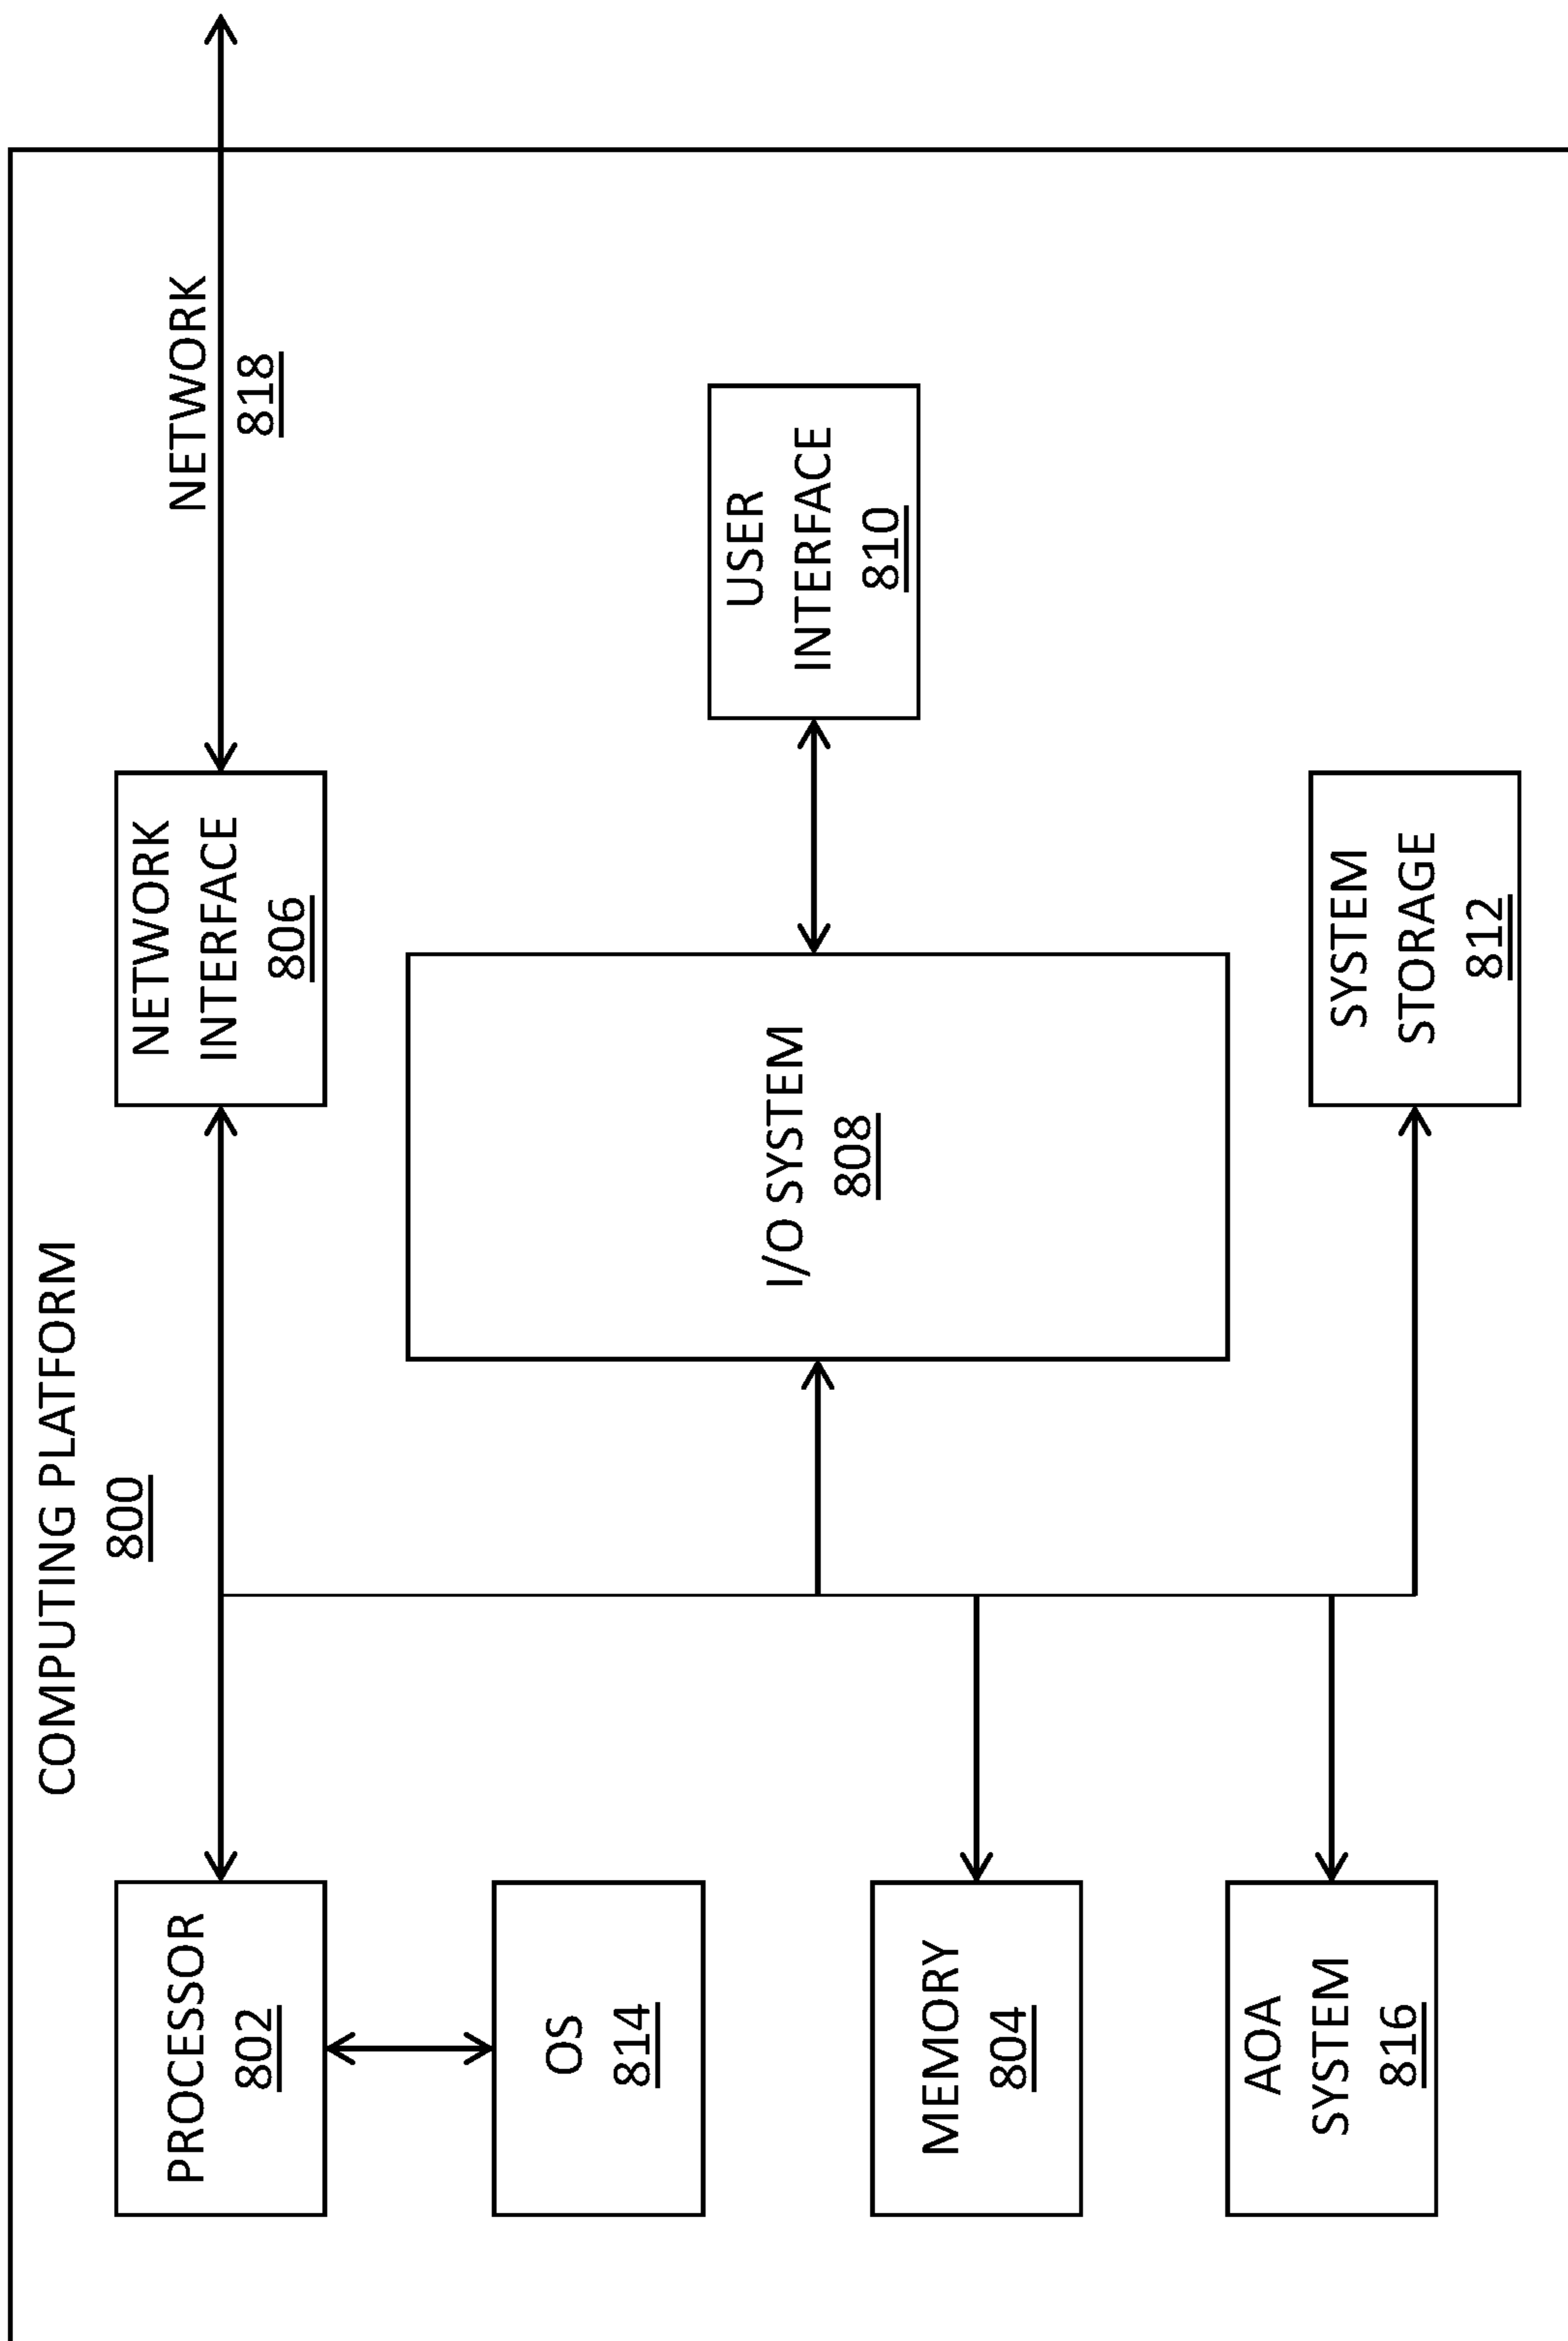 COMPUTING PLATFORM
800
PROCESSOR
802
NETWORK
INTERFACE
806
NETWORK
818
OS
814
I/O SYSTEM
808
USER
INTERFACE
810
MEMORY
804
AOA
SYSTEM
816
SYSTEM
STORAGE
812